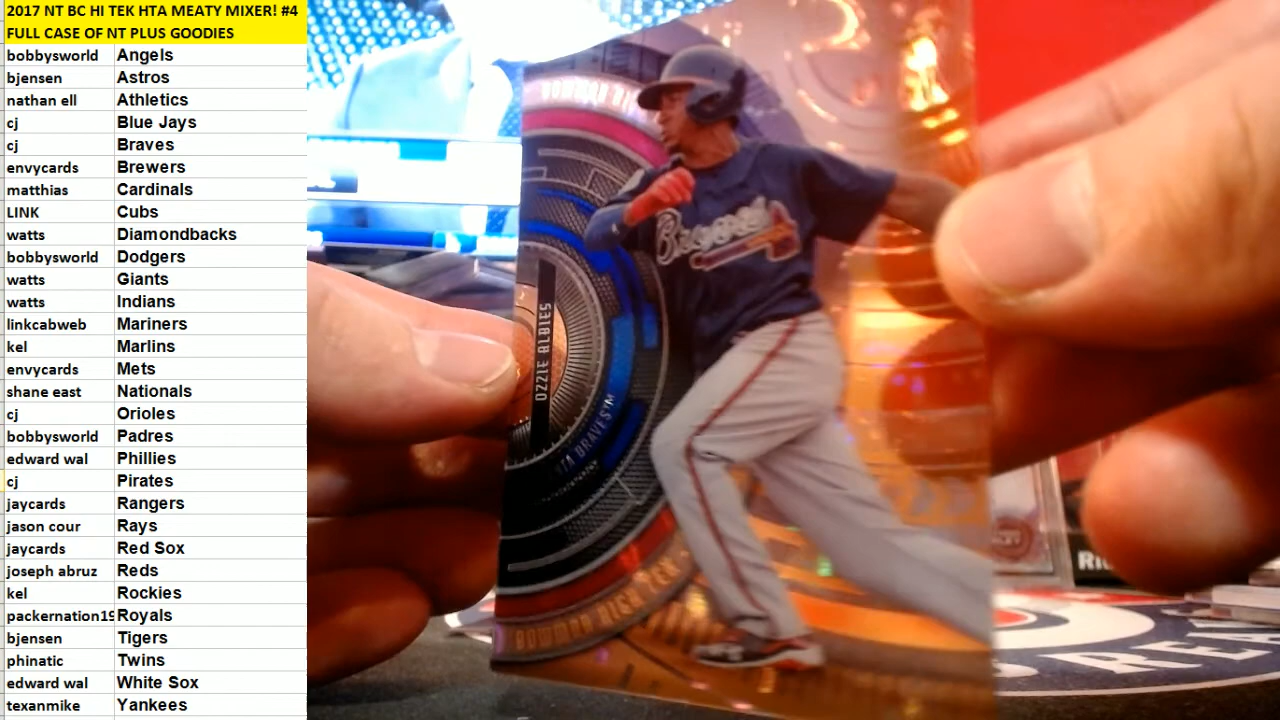 2017 NT BC HI TEK HTA MEATY MIXER! #4
FULL CASE OF NT PLUS GOODIES
bobbysworld Angels
bjensen Astros
nathan ell Athletics
cj Blue Jays
cj Braves
envycards Brewers
matthias Cardinals
LINK Cubs
watts Diamondbacks
bobbysworld Dodgers
watts Giants
watts Indians
linkcabweb Mariners
kel Marlins
envycards Mets
shane east Nationals
cj Orioles
bobbysworld Padres
edward wal Phillies
cj Pirates
jaycards Rangers
jason cour Rays
jaycards Red Sox
joseph abruz Reds
kel Rockies
packernation19 Royals
bjensen Tigers
phinatic Twins
edward wal White Sox
texanmike Yankees
BOWMAN HIGH
Braves
OZZIE ALBIES
TA BRAVES™
BOWMAN HIGH TEK